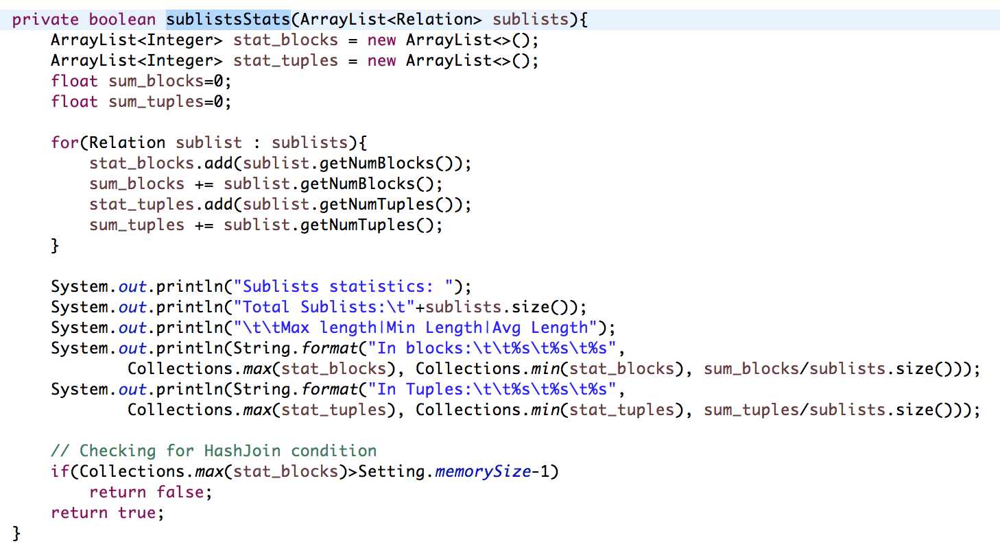 private boolean sublistsStats(ArrayList<Relation> sublists){
    ArrayList<Integer> stat_blocks = new ArrayList<>();
    ArrayList<Integer> stat_tuples = new ArrayList<>();
    float sum_blocks=0;
    float sum_tuples=0;

    for(Relation sublist : sublists){
        stat_blocks.add(sublist.getNumBlocks());
        sum_blocks += sublist.getNumBlocks();
        stat_tuples.add(sublist.getNumTuples());
        sum_tuples += sublist.getNumTuples();
    }

    System.out.println("Sublists statistics: ");
    System.out.println("Total Sublists:\t"+sublists.size());
    System.out.println("\t\tMax length|Min Length|Avg Length");
    System.out.println(String.format("In blocks:\t\t%s\t%s\t%s",
            Collections.max(stat_blocks), Collections.min(stat_blocks), sum_blocks/sublists.size()));
    System.out.println(String.format("In Tuples:\t\t%s\t%s\t%s",
            Collections.max(stat_tuples), Collections.min(stat_tuples), sum_tuples/sublists.size()));

    // Checking for HashJoin condition
    if(Collections.max(stat_blocks)>Setting.memorySize-1)
        return false;
    return true;
}